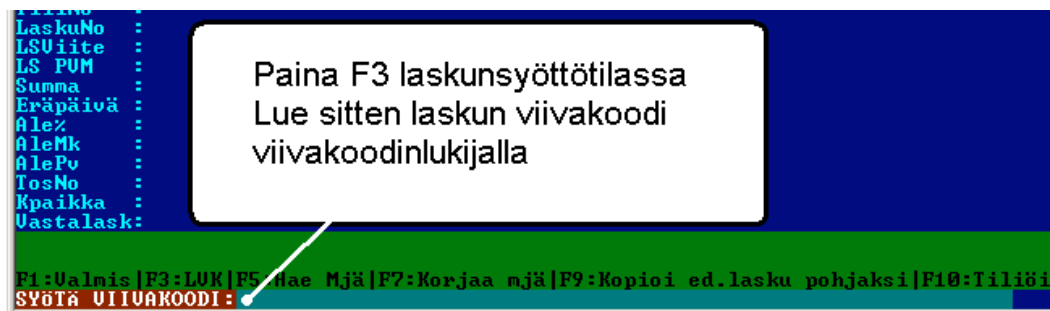 LaskuNo :
LSViite :
LS PVM :
Summa :
Eräpäivä :
Ale% :
AleMk :
AlePv :
TosNo :
Kpaikka :
Vastalask:
Paina F3 laskunsyöttötilassa
Lue sitten laskun viivakoodi
viivakoodinlukijalla
F1:Valmis|F3:LVK|F5:Hae Mjä|F7:Korjaa mjä|F9:Kopioi ed.lasku pohjaksi|F10:Tiliöi
SYÖTÄ VIIVAKOODI: